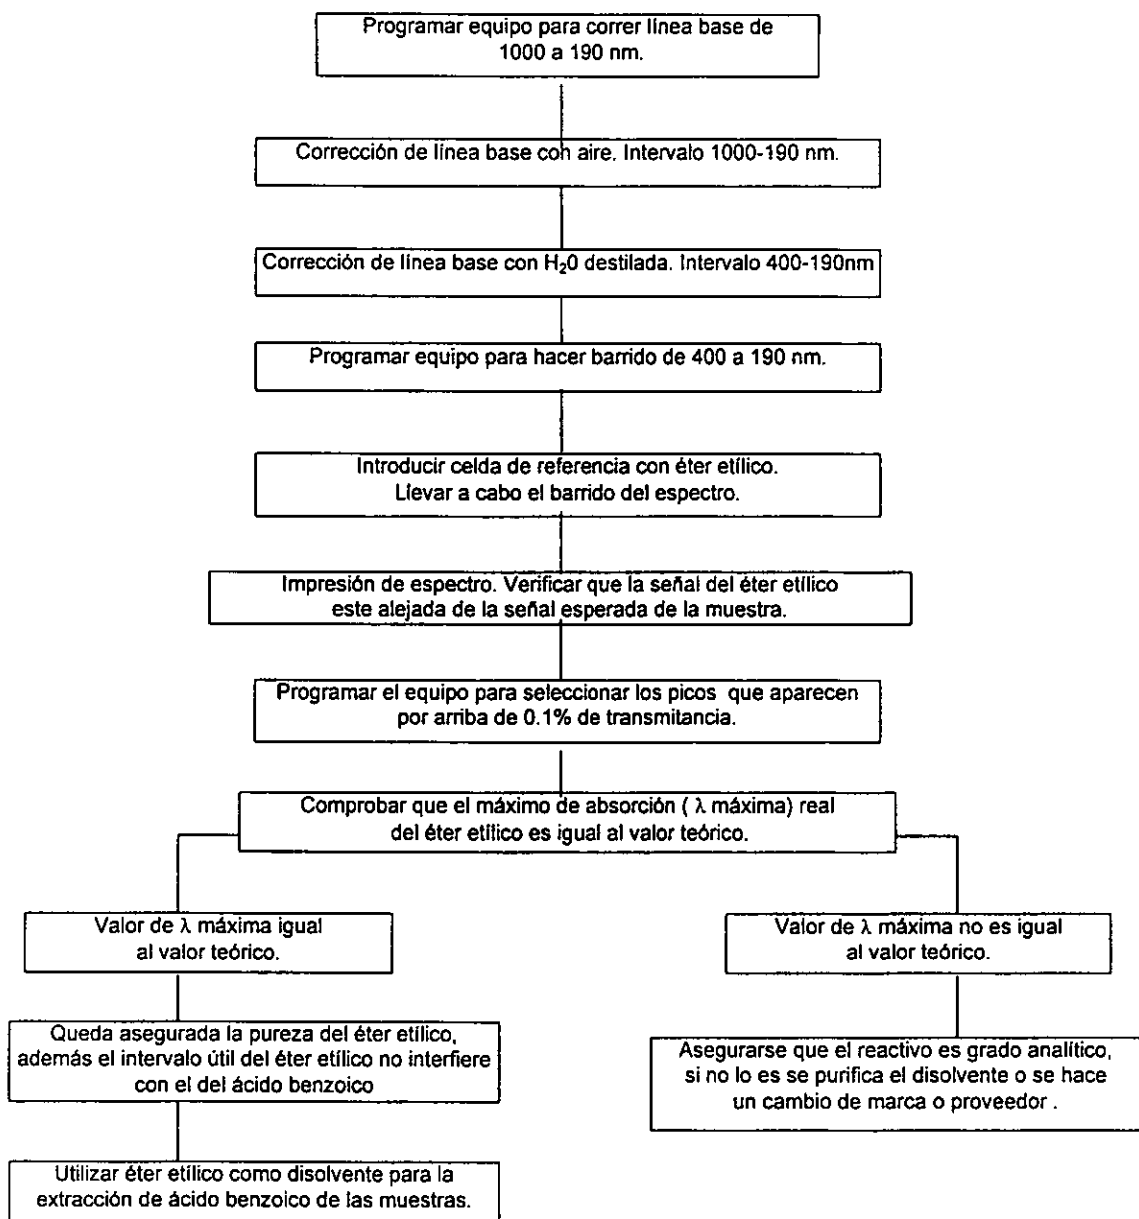 Programar equipo para correr línea base de
1000 a 190 nm.
Corrección de línea base con aire. Intervalo 1000-190 nm.
Corrección de línea base con H₂0 destilada. Intervalo 400-190nm
Programar equipo para hacer barrido de 400 a 190 nm.
Introducir celda de referencia con éter etílico.
Llevar a cabo el barrido del espectro.
Impresión de espectro. Verificar que la señal del éter etílico
este alejada de la señal esperada de la muestra.
Programar el equipo para seleccionar los picos que aparecen
por arriba de 0.1% de transmitancia.
Comprobar que el máximo de absorción ( λ máxima) real
del éter etílico es igual al valor teórico.
Valor de λ máxima igual
al valor teórico.
Valor de λ máxima no es igual
al valor teórico.
Queda asegurada la pureza del éter etílico,
además el intervalo útil del éter etílico no interfiere
con el del ácido benzoico
Asegurarse que el reactivo es grado analítico,
si no lo es se purifica el disolvente o se hace
un cambio de marca o proveedor .
Utilizar éter etílico como disolvente para la
extracción de ácido benzoico de las muestras.